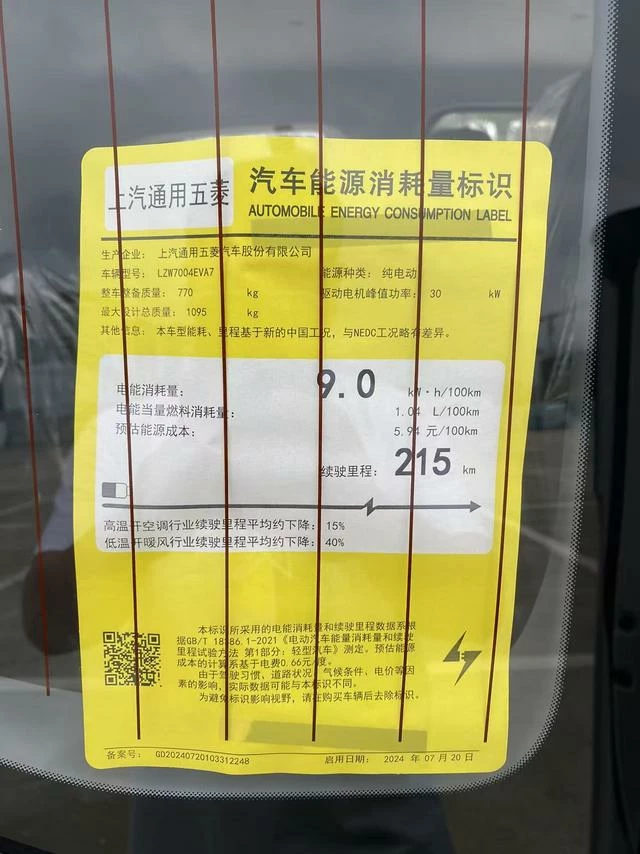 上汽通用五菱
汽车能源消耗量标识
AUTOMOBILE ENERGY CONSUMPTION LABEL
生产企业: 上汽通用五菱汽车股份有限公司
车辆型号: LZW7004EVA7 能源种类: 纯电动
整车整备质量: 770 kg 驱动电机峰值功率: 30 kW
最大设计总质量: 1095 kg
其他信息: 本车型能耗、里程基于新的中国工况,与NEDC工况略有差异。
电能消耗量: 9.0 kW·h/100km
电能当量燃料消耗量: 1.04 L/100km
预估能源成本: 5.94 元/100km
续驶里程: 215 km
高温开空调行业续驶里程平均约下降: 15%
低温开暖风行业续驶里程平均约下降: 40%
本标识所采用的电能消耗量和续驶里程数据系根
据GB/T 18386.1-2021《电动汽车能量消耗量和续驶
里程试验方法 第1部分: 轻型汽车》测定。预估能源
成本的计算系基于电费0.66元/度。
由于驾驶习惯、道路状况、气候条件、电价等因
素的影响,实际数据可能与本标识不同。
为避免标识影响视野,请在购买车辆后去除标识。
备案号: GD20240720103312248 启用日期: 2024 年 07 月 20 日